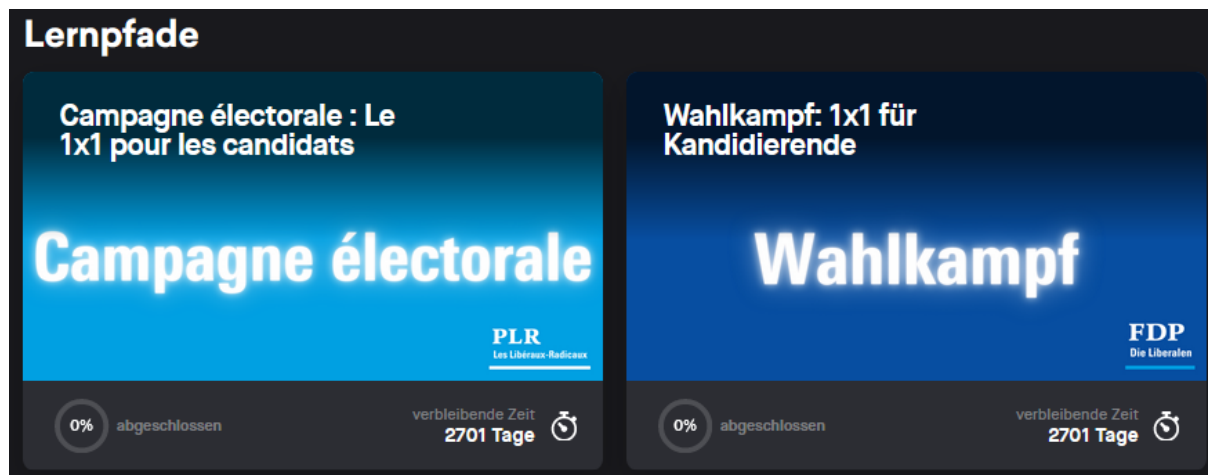 Lernpfade
Campagne électorale : Le
1x1 pour les candidats
Campagne électorale
PLR
Les Libéraux-Radicaux
0%
abgeschlossen
verbleibende Zeit
2701 Tage
Wahlkampf: 1x1 für
Kandidierende
Wahlkampf
FDP
Die Liberalen
0%
abgeschlossen
verbleibende Zeit
2701 Tage